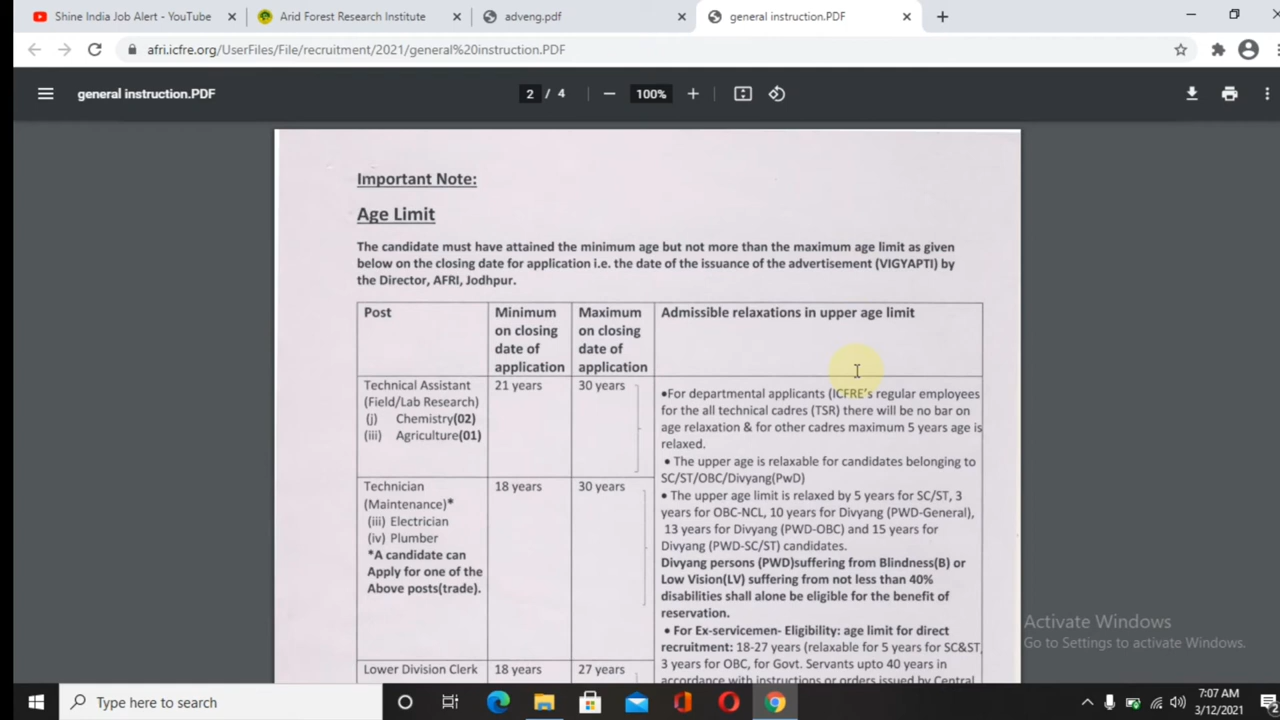 Shine India Job Alert - YouTube
Arid Forest Research Institute
adveng.pdf
general instruction.PDF
afri.icfre.org/UserFiles/File/recruitment/2021/general%20instruction.PDF
general instruction.PDF
2 / 4
100%
Important Note:
Age Limit
The candidate must have attained the minimum age but not more than the maximum age limit as given
below on the closing date for application i.e. the date of the issuance of the advertisement (VIGYAPTI) by
the Director, AFRI, Jodhpur.
Post
Minimum
on closing
date of
application
Maximum
on closing
date of
application
Admissible relaxations in upper age limit
Technical Assistant
(Field/Lab Research)
(j) Chemistry(02)
(iii) Agriculture(01)
21 years
30 years
•For departmental applicants (ICFRE's regular employees
for the all technical cadres (TSR) there will be no bar on
age relaxation & for other cadres maximum 5 years age is
relaxed.
• The upper age is relaxable for candidates belonging to
SC/ST/OBC/Divyang(PwD)
• The upper age limit is relaxed by 5 years for SC/ST, 3
years for OBC-NCL, 10 years for Divyang (PWD-General),
13 years for Divyang (PWD-OBC) and 15 years for
Divyang (PWD-SC/ST) candidates.
Divyang persons (PWD)suffering from Blindness(B) or
Low Vision(LV) suffering from not less than 40%
disabilities shall alone be eligible for the benefit of
reservation.
• For Ex-servicemen- Eligibility: age limit for direct
recruitment: 18-27 years (relaxable for 5 years for SC&ST,
3 years for OBC, for Govt. Servants upto 40 years in
accordance with instructions or orders issued by Central
Technician
(Maintenance)*
(iii) Electrician
(iv) Plumber
*A candidate can
Apply for one of the
Above posts(trade).
18 years
30 years
Lower Division Clerk
18 years
27 years
Activate Windows
Go to Settings to activate Windows.
Type here to search
7:07 AM
3/12/2021
2